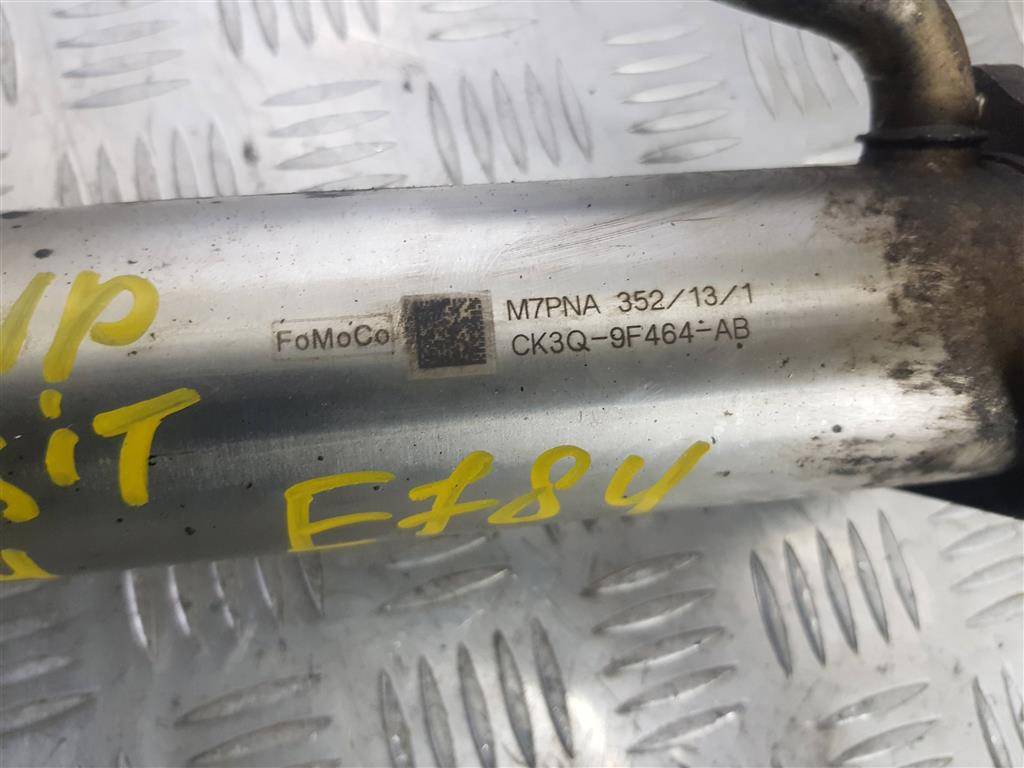 M7PNA 352/13/1
FoMoCo CK3Q-9F464-AB
E784